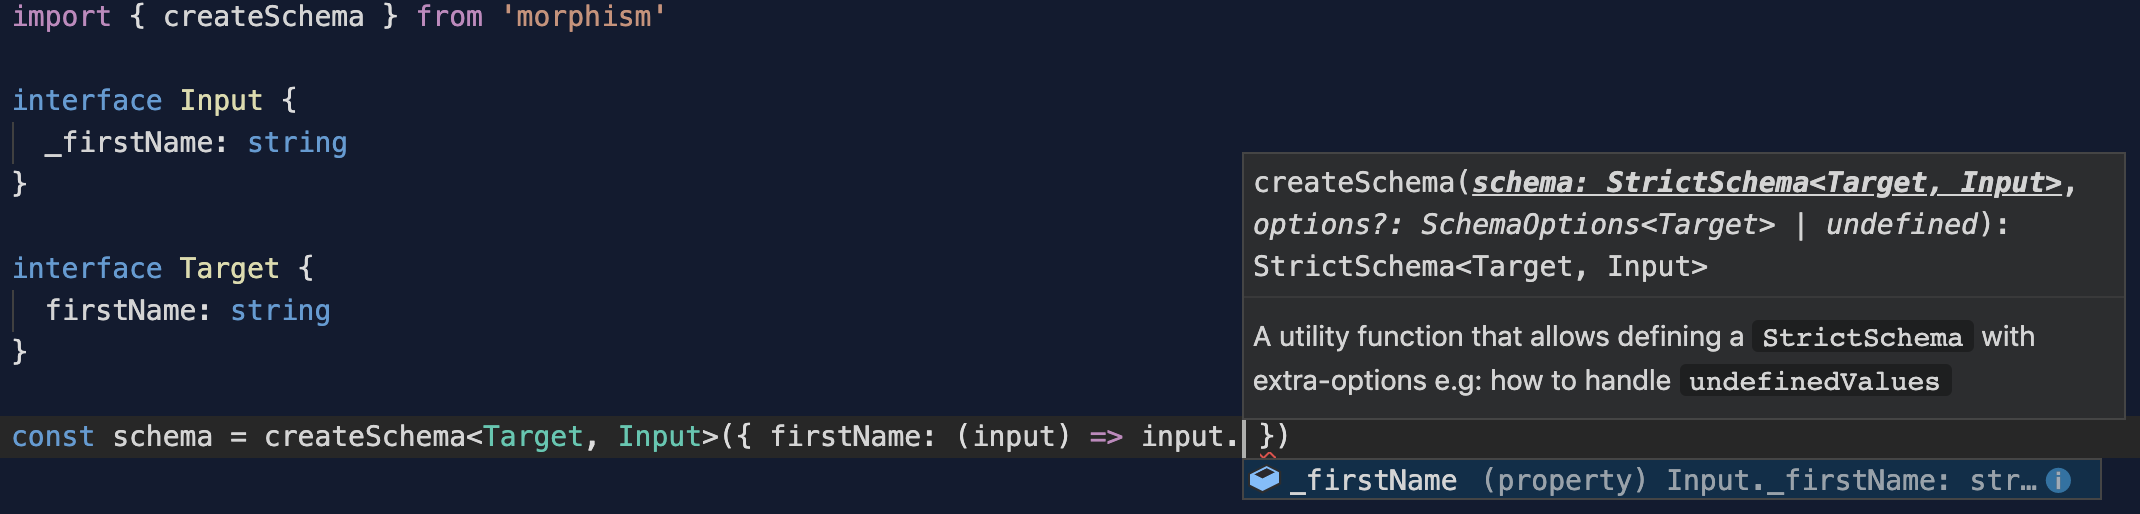 import { createSchema } from 'morphism'
interface Input {
_firstName: string
}
interface Target {
firstName: string
}
const schema = createSchema<Target, Input>({ firstName: (input) => input. })
createSchema(schema: StrictSchema<Target, Input>,
options?: SchemaOptions<Target> | undefined):
StrictSchema<Target, Input>
A utility function that allows defining a StrictSchema with
extra-options e.g: how to handle undefinedValues
_firstName (property) Input._firstName: str…